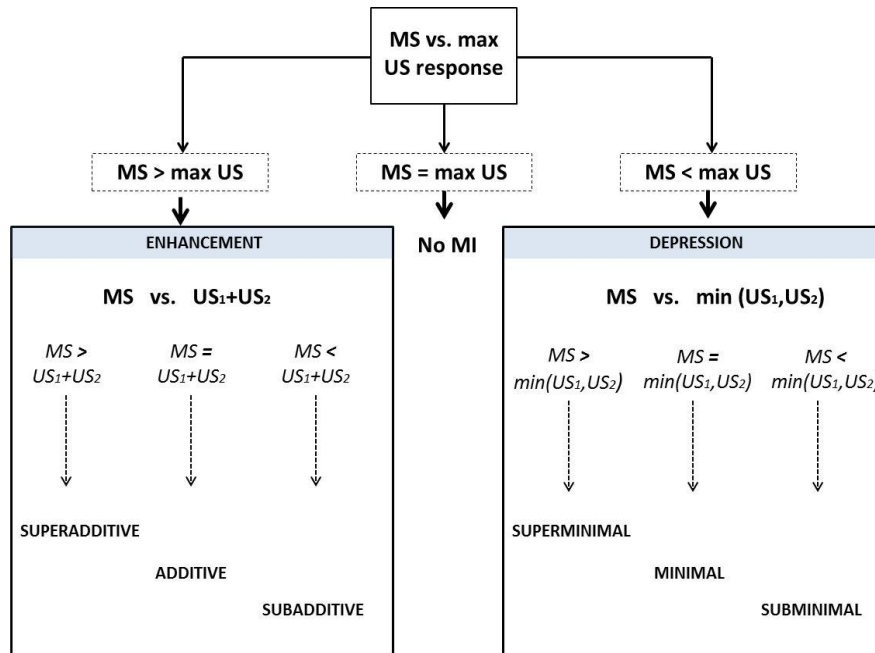 MS vs. max
US response
MS > max US
MS = max US
MS < max US
ENHANCEMENT
MS vs. US₁+US₂
MS >
US₁+US₂
MS =
US₁+US₂
MS <
US₁+US₂
SUPERADDITIVE
ADDITIVE
SUBADDITIVE
No MI
DEPRESSION
MS vs. min (US₁,US₂)
MS >
min(US₁,US₂)
MS =
min(US₁,US₂)
MS <
min(US₁,US₂)
SUPERMINIMAL
MINIMAL
SUBMINIMAL